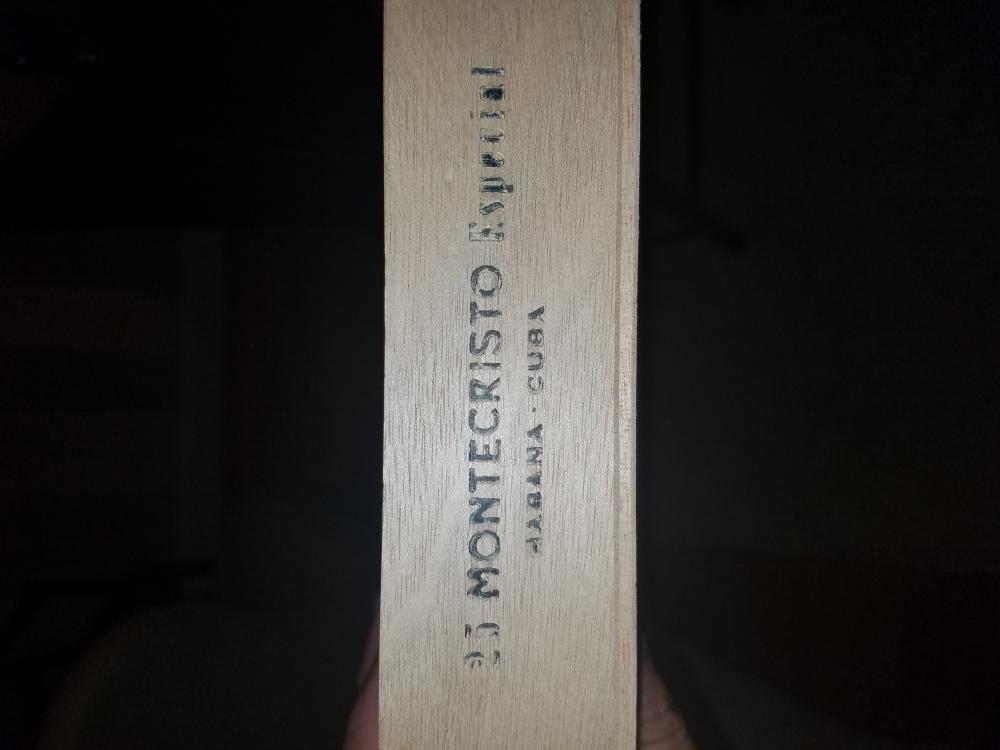 25 MONTECRISTO Especial
HABANA · CUBA